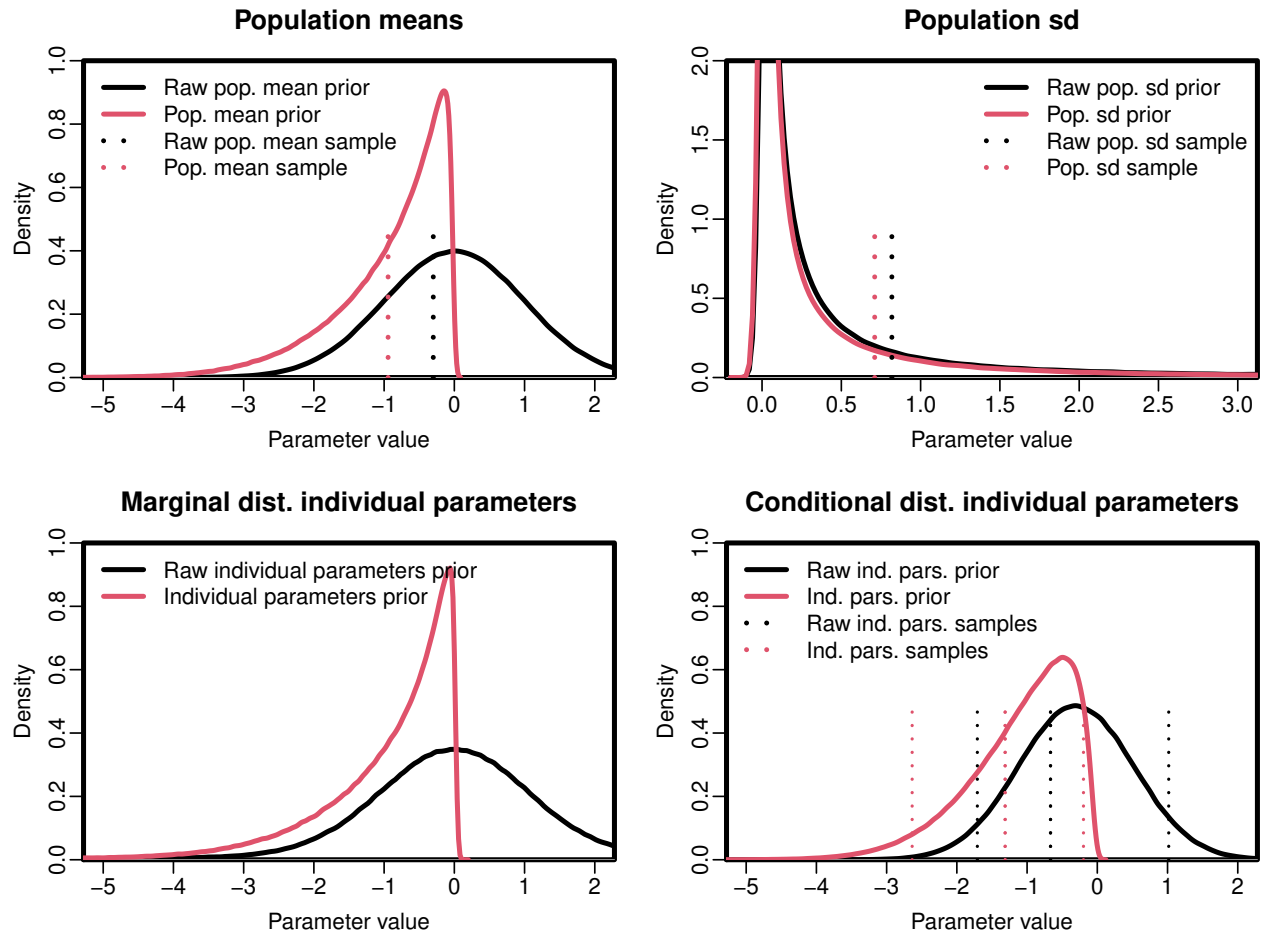 Population means
Density
0.0 0.2 0.4 0.6 0.8 1.0
Raw pop. mean prior
Pop. mean prior
Raw pop. mean sample
Pop. mean sample
−5 −4 −3 −2 −1 0 1 2
Parameter value
Population sd
Density
0.0 0.5 1.0 1.5 2.0
Raw pop. sd prior
Pop. sd prior
Raw pop. sd sample
Pop. sd sample
0.0 0.5 1.0 1.5 2.0 2.5 3.0
Parameter value
Marginal dist. individual parameters
Density
0.0 0.2 0.4 0.6 0.8 1.0
Raw individual parameters prior
Individual parameters prior
−5 −4 −3 −2 −1 0 1 2
Parameter value
Conditional dist. individual parameters
Density
0.0 0.2 0.4 0.6 0.8 1.0
Raw ind. pars. prior
Ind. pars. prior
Raw ind. pars. samples
Ind. pars. samples
−5 −4 −3 −2 −1 0 1 2
Parameter value